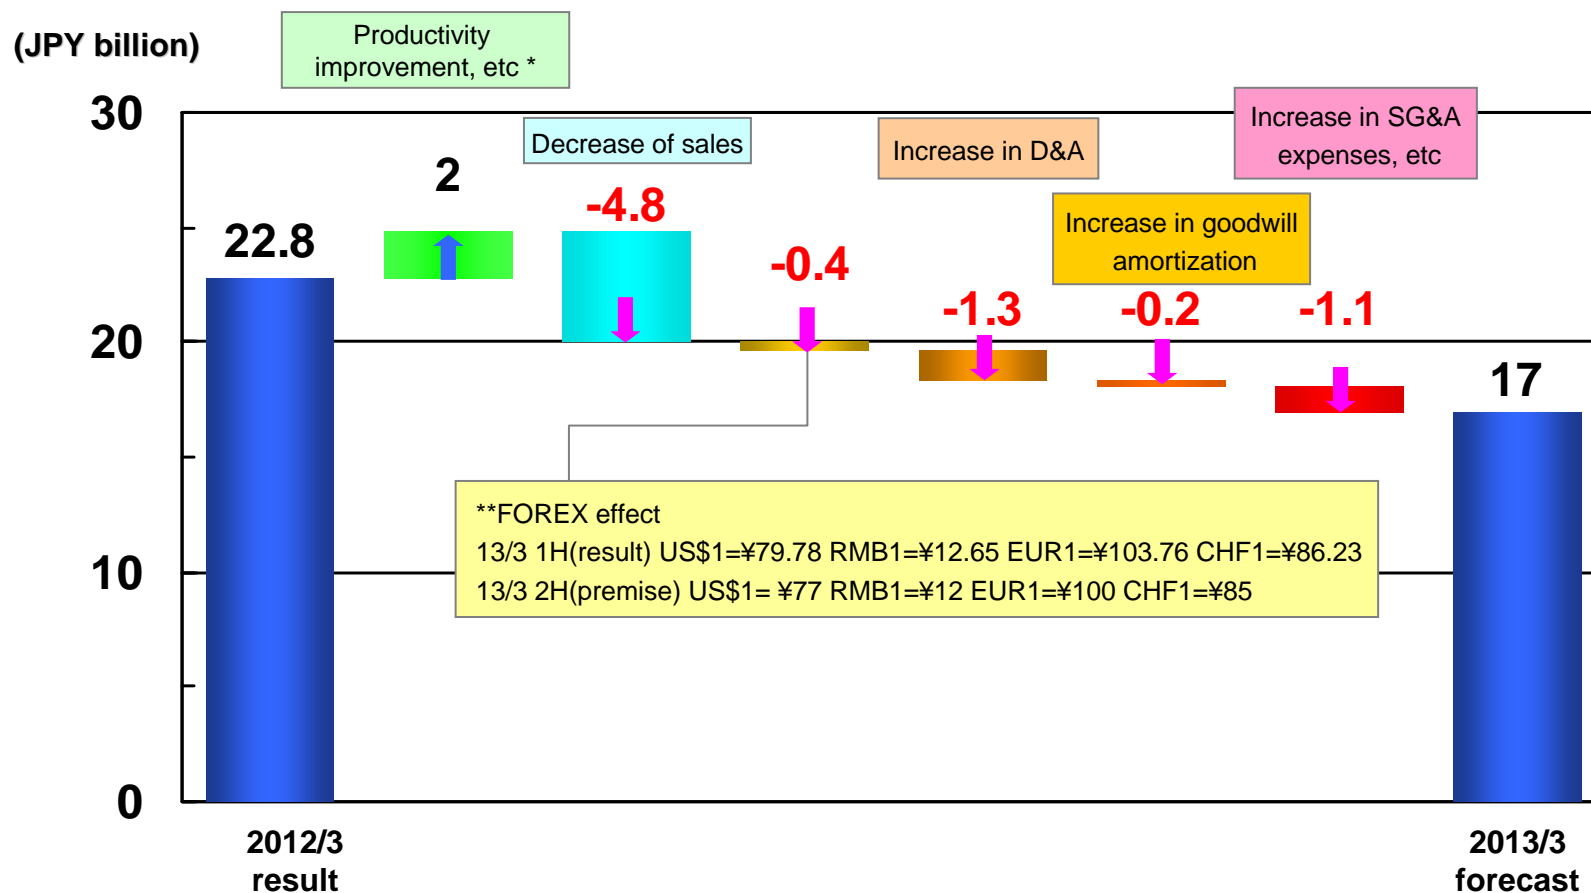 (JPY billion)
Productivity
improvement, etc *
30
Decrease of sales
Increase in D&A
Increase in SG&A
expenses, etc
2
-4.8
22.8
-0.4
Increase in goodwill
amortization
-1.3
-0.2
-1.1
20
17
**FOREX effect
13/3 1H(result) US$1=¥79.78 RMB1=¥12.65 EUR1=¥103.76 CHF1=¥86.23
13/3 2H(premise) US$1= ¥77 RMB1=¥12 EUR1=¥100 CHF1=¥85
10
0
2012/3
result
2013/3
forecast